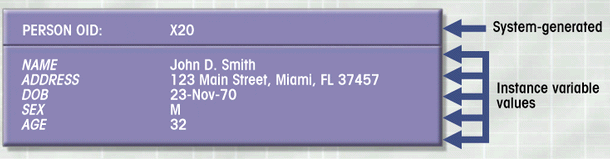 PERSON OID: X20 System-generated
NAME John D. Smith
ADDRESS 123 Main Street, Miami, FL 37457
DOB 23-Nov-70
SEX M
AGE 32
Instance variable
values